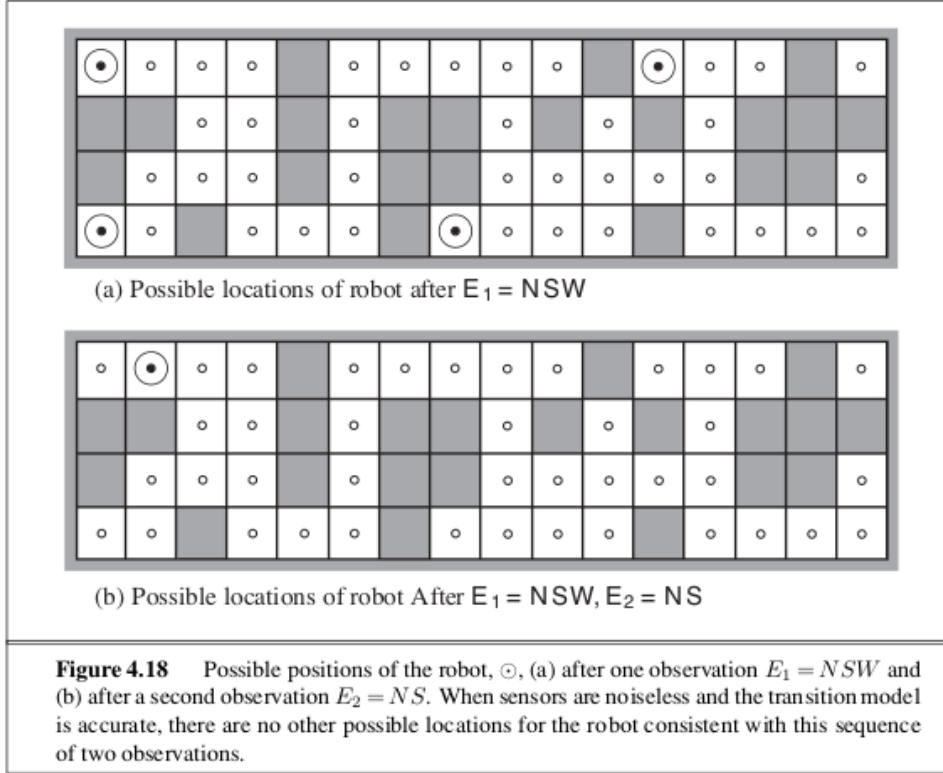 (a) Possible locations of robot after E₁ = NSW
(b) Possible locations of robot After E₁ = NSW, E₂ = NS
Figure 4.18 Possible positions of the robot, ⊙, (a) after one observation E₁ = NSW and
(b) after a second observation E₂ = NS. When sensors are noiseless and the transition model
is accurate, there are no other possible locations for the robot consistent with this sequence
of two observations.